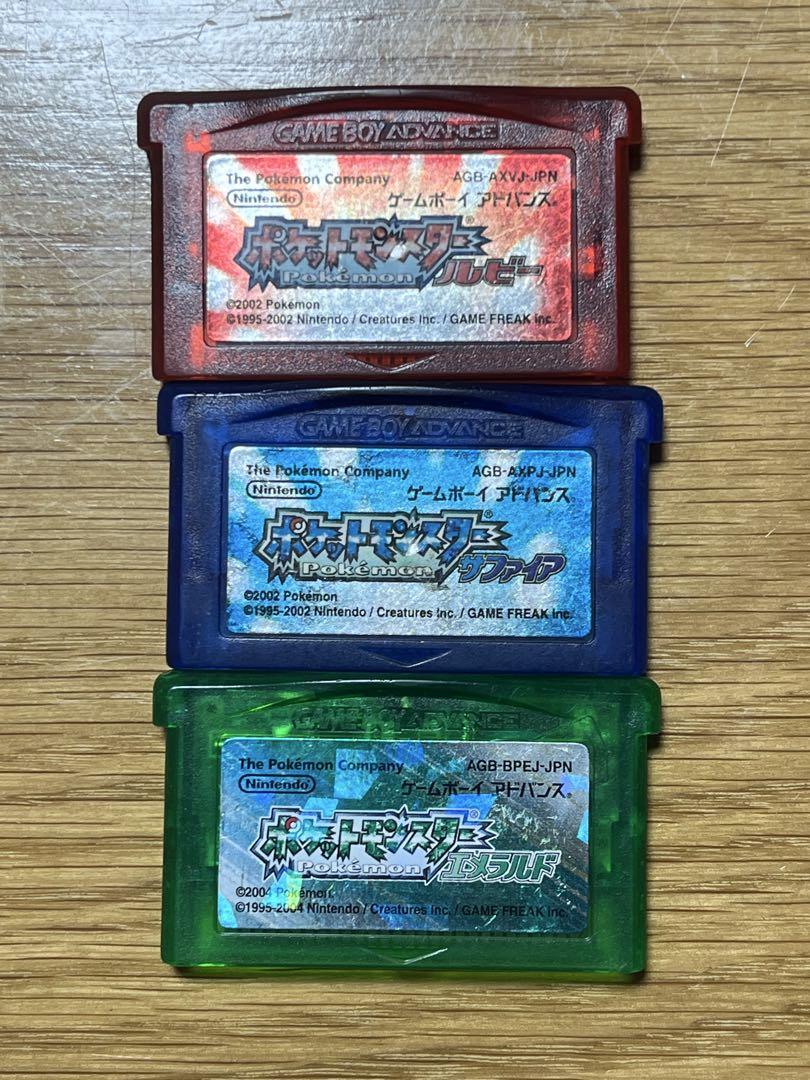 GAME BOY ADVANCE
The Pokémon Company AGB-AXVJ-JPN
Nintendo ゲームボーイ アドバンス®
ポケットモンスター®
Pokémon ルビー
©2002 Pokémon
©1995-2002 Nintendo / Creatures Inc. / GAME FREAK inc.
GAME BOY ADVANCE
The Pokémon Company AGB-AXPJ-JPN
Nintendo ゲームボーイ アドバンス®
ポケットモンスター®
Pokémon サファイア
©2002 Pokémon
©1995-2002 Nintendo / Creatures Inc. / GAME FREAK inc.
GAME BOY ADVANCE
The Pokémon Company AGB-BPEJ-JPN
Nintendo ゲームボーイ アドバンス®
ポケットモンスター®
Pokémon エメラルド
©2004 Pokémon
©1995-2004 Nintendo / Creatures Inc. / GAME FREAK inc.